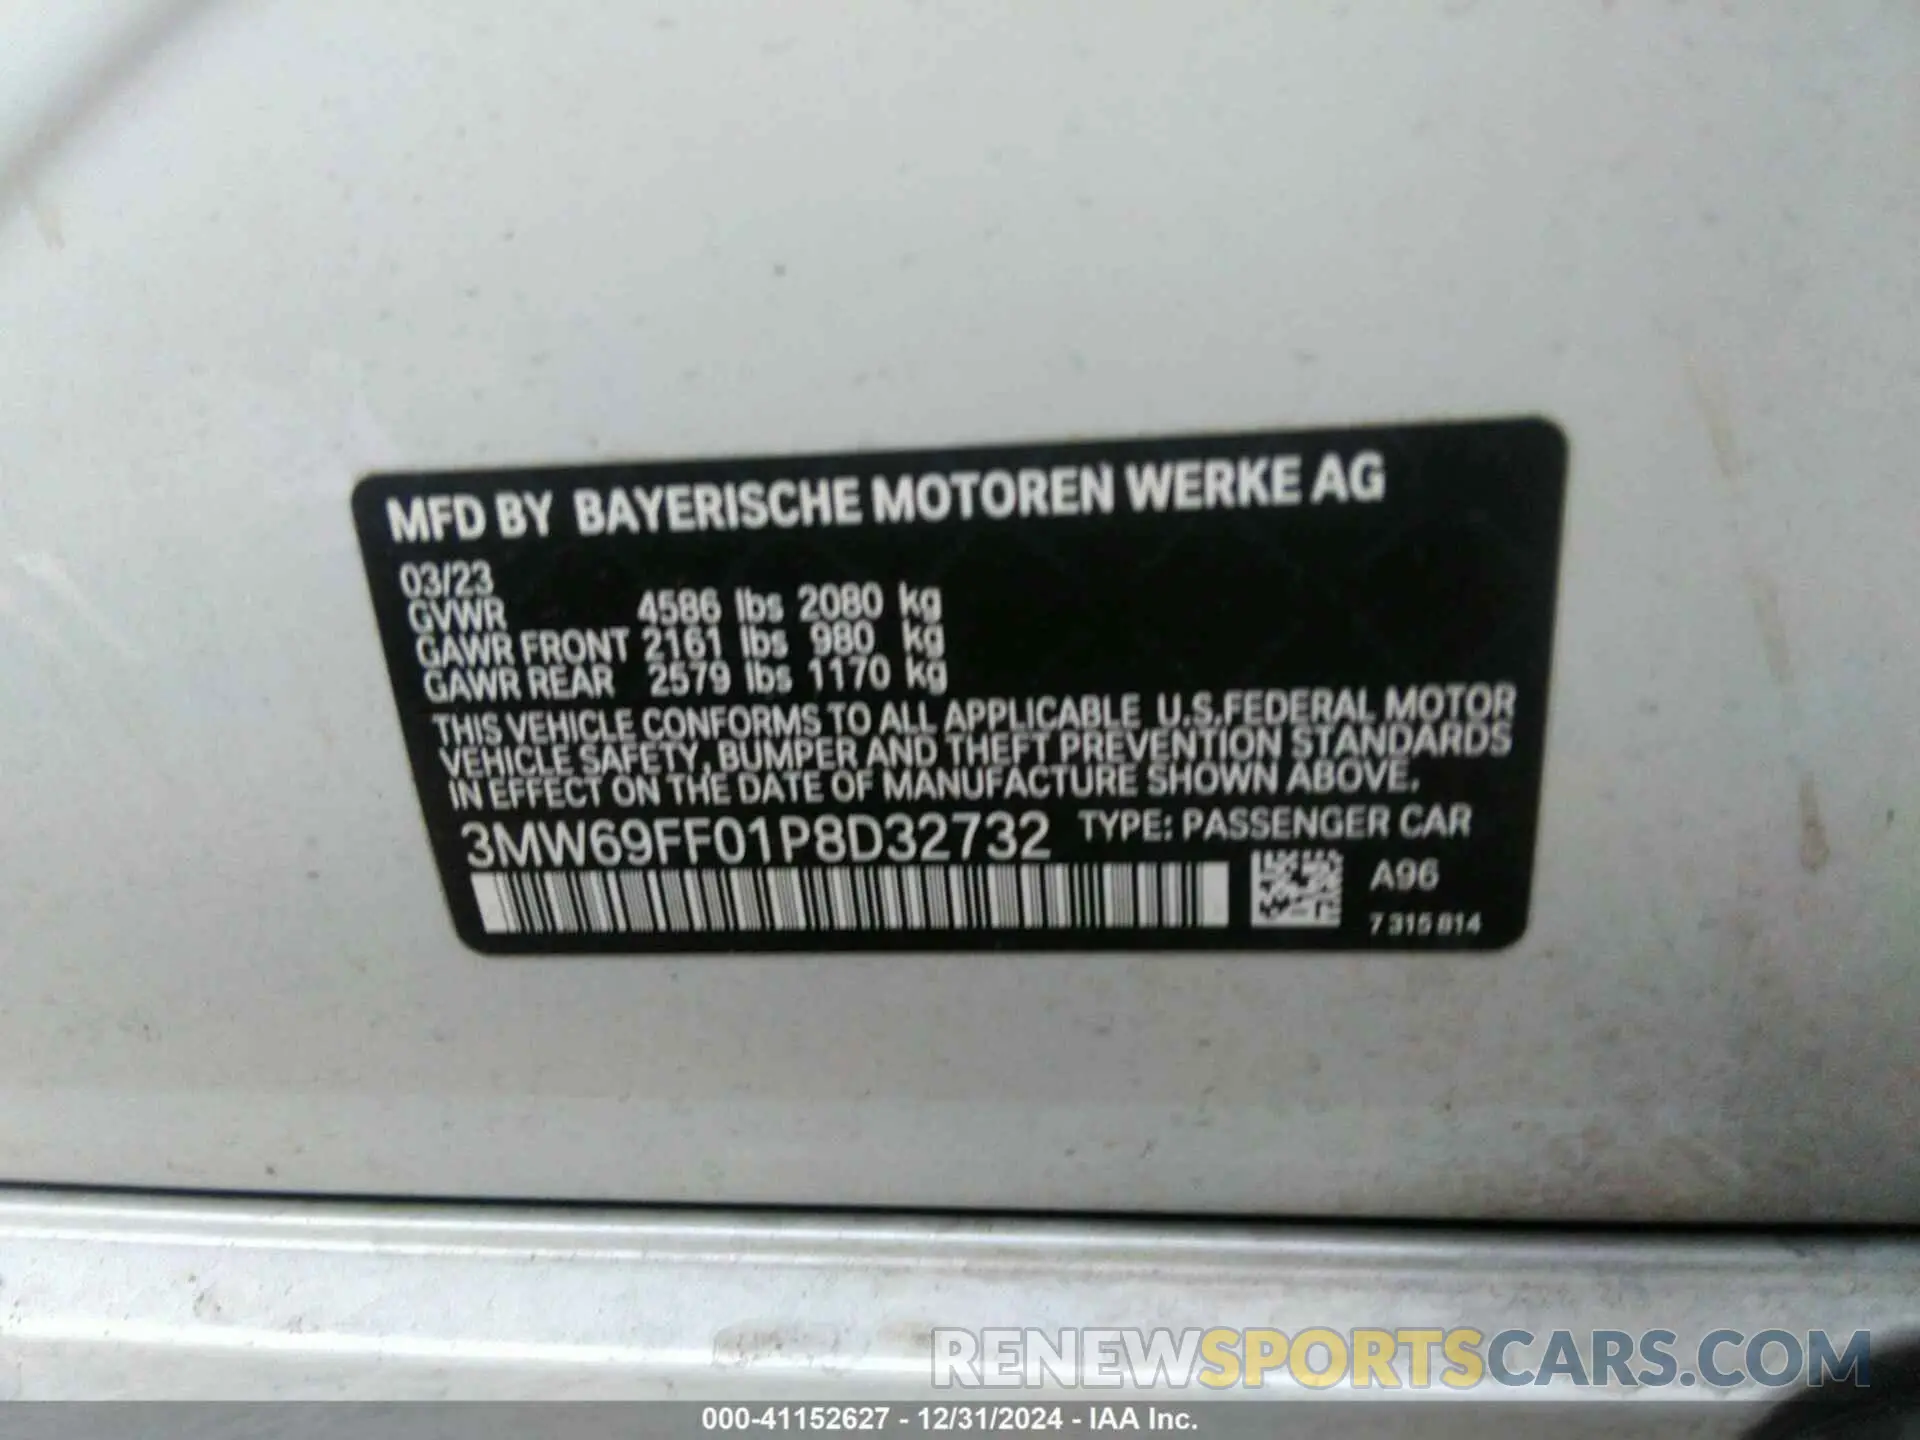 MFD BY BAYERISCHE MOTOREN WERKE AG
03/23
GVWR 4586 lbs 2080 kg
GAWR FRONT 2161 lbs 980 kg
GAWR REAR 2579 lbs 1170 kg
THIS VEHICLE CONFORMS TO ALL APPLICABLE U.S.FEDERAL MOTOR
VEHICLE SAFETY, BUMPER AND THEFT PREVENTION STANDARDS
IN EFFECT ON THE DATE OF MANUFACTURE SHOWN ABOVE.
3MW69FF01P8D32732 TYPE: PASSENGER CAR
A96
7 315 814
RENEWSPORTSCARS.COM
000-41152627 - 12/31/2024 - IAA Inc.